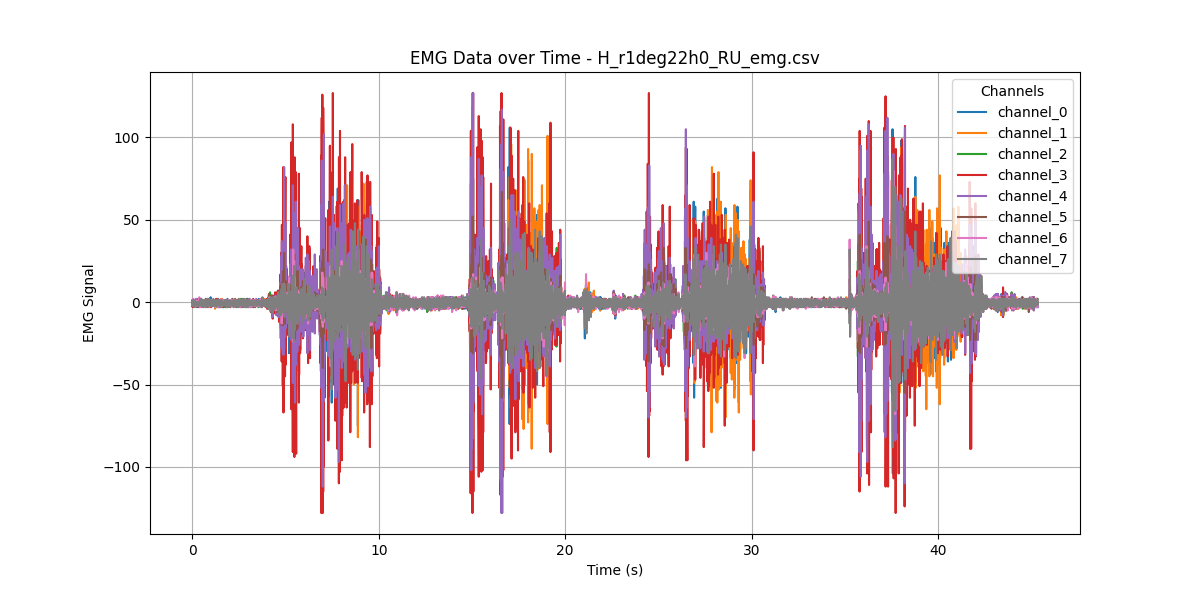 EMG Data over Time - H_r1deg22h0_RU_emg.csv
Channels
channel_0
channel_1
channel_2
channel_3
channel_4
channel_5
channel_6
channel_7
EMG Signal
100
50
0
−50
−100
0 10 20 30 40
Time (s)